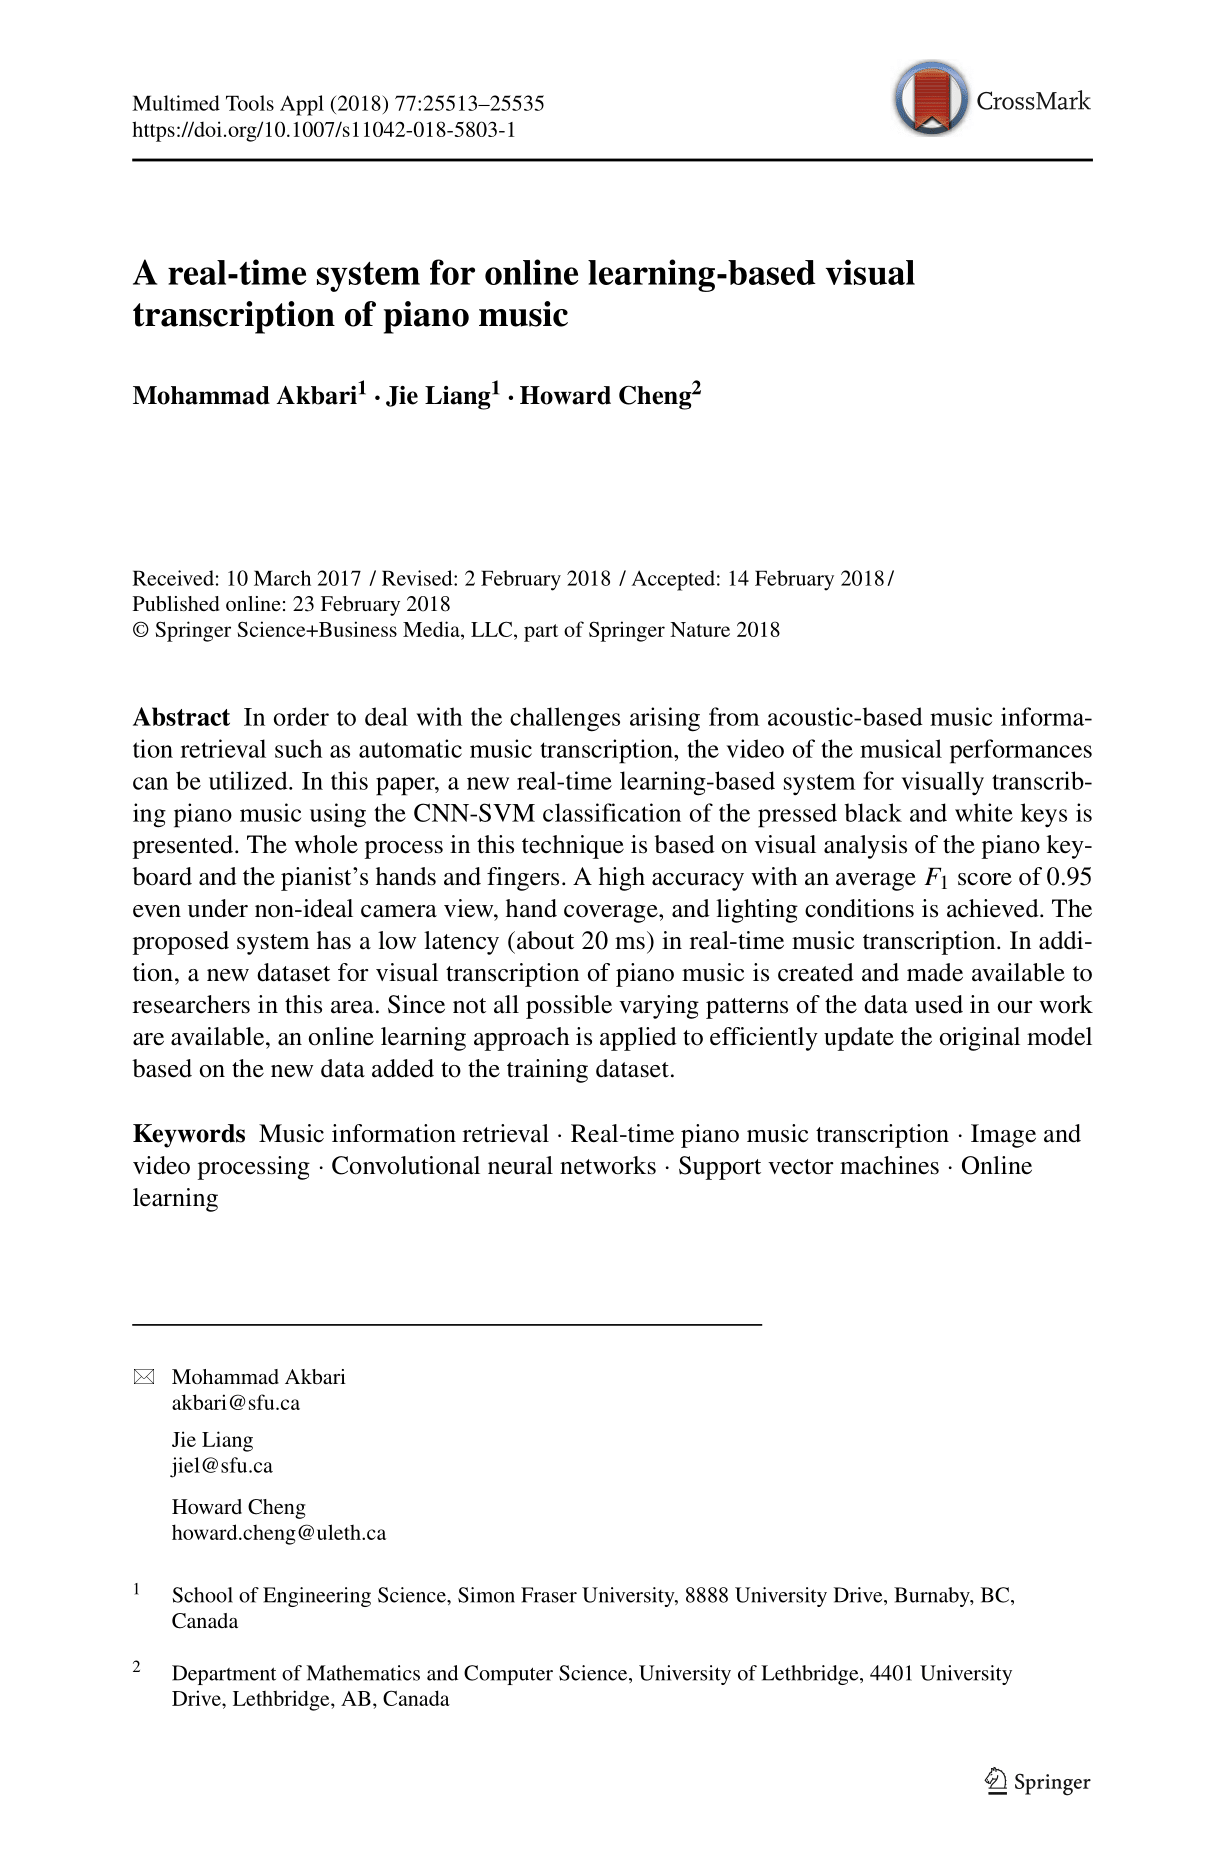 Multimed Tools Appl (2018) 77:25513–25535
https://doi.org/10.1007/s11042-018-5803-1
CrossMark
A real-time system for online learning-based visual
transcription of piano music
Mohammad Akbari1 · Jie Liang1 · Howard Cheng2
Received: 10 March 2017 / Revised: 2 February 2018 / Accepted: 14 February 2018 /
Published online: 23 February 2018
© Springer Science+Business Media, LLC, part of Springer Nature 2018
Abstract In order to deal with the challenges arising from acoustic-based music informa-
tion retrieval such as automatic music transcription, the video of the musical performances
can be utilized. In this paper, a new real-time learning-based system for visually transcrib-
ing piano music using the CNN-SVM classification of the pressed black and white keys is
presented. The whole process in this technique is based on visual analysis of the piano key-
board and the pianist's hands and fingers. A high accuracy with an average F1 score of 0.95
even under non-ideal camera view, hand coverage, and lighting conditions is achieved. The
proposed system has a low latency (about 20 ms) in real-time music transcription. In addi-
tion, a new dataset for visual transcription of piano music is created and made available to
researchers in this area. Since not all possible varying patterns of the data used in our work
are available, an online learning approach is applied to efficiently update the original model
based on the new data added to the training dataset.
Keywords Music information retrieval · Real-time piano music transcription · Image and
video processing · Convolutional neural networks · Support vector machines · Online
learning
Mohammad Akbari
akbari@sfu.ca
Jie Liang
jiel@sfu.ca
Howard Cheng
howard.cheng@uleth.ca
1 School of Engineering Science, Simon Fraser University, 8888 University Drive, Burnaby, BC,
Canada
2 Department of Mathematics and Computer Science, University of Lethbridge, 4401 University
Drive, Lethbridge, AB, Canada
Springer